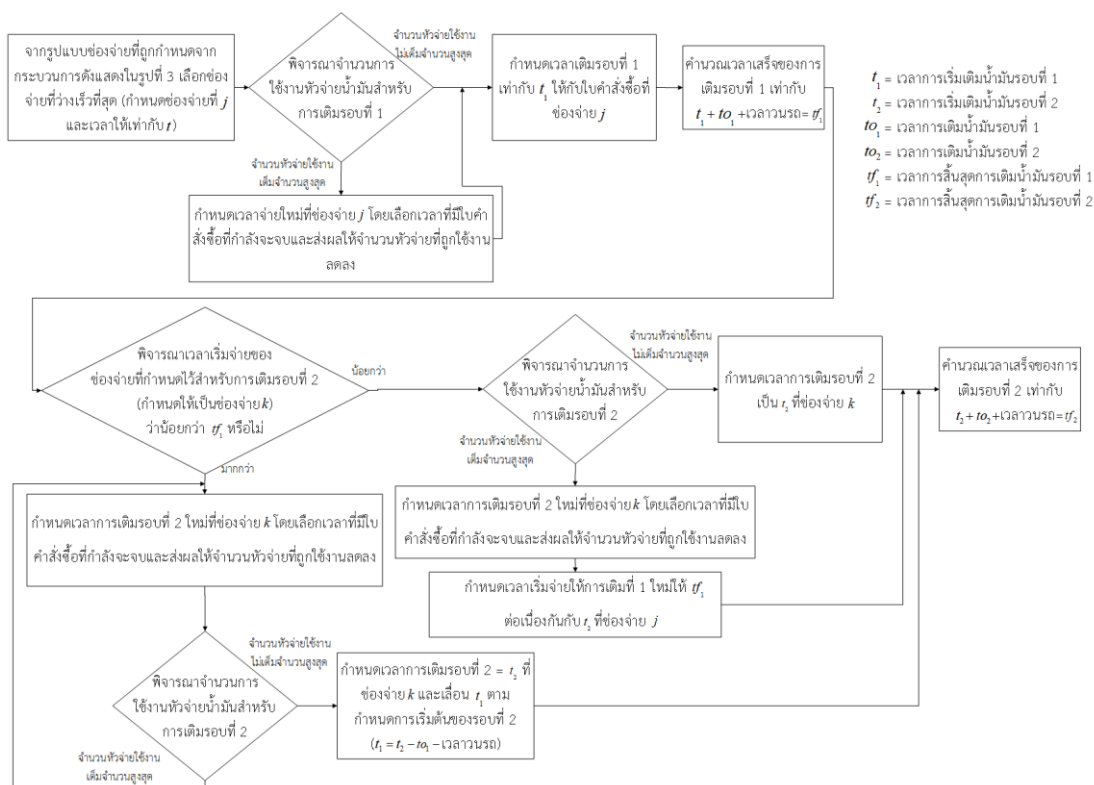 จากรูปแบบช่องจ่ายที่ถูกกำหนดจาก
กระบวนการดังแสดงในรูปที่ 3 เลือกช่อง
จ่ายที่ว่างเร็วที่สุด (กำหนดช่องจ่ายที่ j
และเวลาให้เท่ากับ t)
พิจารณาจำนวนการ
ใช้งานหัวจ่ายน้ำมันสำหรับ
การเติมรอบที่ 1
จำนวนหัวจ่ายใช้งาน
ไม่เต็มจำนวนสูงสุด
กำหนดเวลาเติมรอบที่ 1
เท่ากับ t₁ ให้กับใบคำสั่งซื้อที่
ช่องจ่าย j
คำนวณเวลาเสร็จของการ
เติมรอบที่ 1 เท่ากับ
t₁ + to₁ +เวลาวนรถ= tf₁
t₁ = เวลาการเริ่มเติมน้ำมันรอบที่ 1
t₂ = เวลาการเริ่มเติมน้ำมันรอบที่ 2
to₁ = เวลาการเติมน้ำมันรอบที่ 1
to₂ = เวลาการเติมน้ำมันรอบที่ 2
tf₁ = เวลาการสิ้นสุดการเติมน้ำมันรอบที่ 1
tf₂ = เวลาการสิ้นสุดการเติมน้ำมันรอบที่ 2
จำนวนหัวจ่ายใช้งาน
เต็มจำนวนสูงสุด
กำหนดเวลาจ่ายใหม่ที่ช่องจ่าย j โดยเลือกเวลาที่มีใบคำ
สั่งซื้อที่กำลังจะจบและส่งผลให้จำนวนหัวจ่ายที่ถูกใช้งาน
ลดลง
พิจารณาเวลาเริ่มจ่ายของ
ช่องจ่ายที่กำหนดไว้สำหรับการเติมรอบที่ 2
(กำหนดให้เป็นช่องจ่าย k)
ว่าน้อยกว่า tf₁ หรือไม่
น้อยกว่า
พิจารณาจำนวนการ
ใช้งานหัวจ่ายน้ำมันสำหรับ
การเติมรอบที่ 2
จำนวนหัวจ่ายใช้งาน
ไม่เต็มจำนวนสูงสุด
กำหนดเวลาการเติมรอบที่ 2
เป็น t₂ ที่ช่องจ่าย k
คำนวณเวลาเสร็จของการ
เติมรอบที่ 2 เท่ากับ
t₂ + to₂ +เวลาวนรถ= tf₂
จำนวนหัวจ่ายใช้งาน
เต็มจำนวนสูงสุด
มากกว่า
กำหนดเวลาการเติมรอบที่ 2 ใหม่ที่ช่องจ่าย k โดยเลือกเวลาที่มีใบ
คำสั่งซื้อที่กำลังจะจบและส่งผลให้จำนวนหัวจ่ายที่ถูกใช้งานลดลง
กำหนดเวลาการเติมรอบที่ 2 ใหม่ที่ช่องจ่าย k โดยเลือกเวลาที่มีใบ
คำสั่งซื้อที่กำลังจะจบและส่งผลให้จำนวนหัวจ่ายที่ถูกใช้งานลดลง
กำหนดเวลาเริ่มจ่ายให้การเติมที่ 1 ใหม่ให้ tf₁
ต่อเนื่องกันกับ t₂ ที่ช่องจ่าย j
พิจารณาจำนวนการ
ใช้งานหัวจ่ายน้ำมันสำหรับ
การเติมรอบที่ 2
จำนวนหัวจ่ายใช้งาน
ไม่เต็มจำนวนสูงสุด
กำหนดเวลาการเติมรอบที่ 2 = t₂ ที่
ช่องจ่าย k และเลื่อน t₁ ตาม
กำหนดการเริ่มต้นของรอบที่ 2
(t₁ = t₂ − to₁ −เวลาวนรถ)
จำนวนหัวจ่ายใช้งาน
เต็มจำนวนสูงสุด